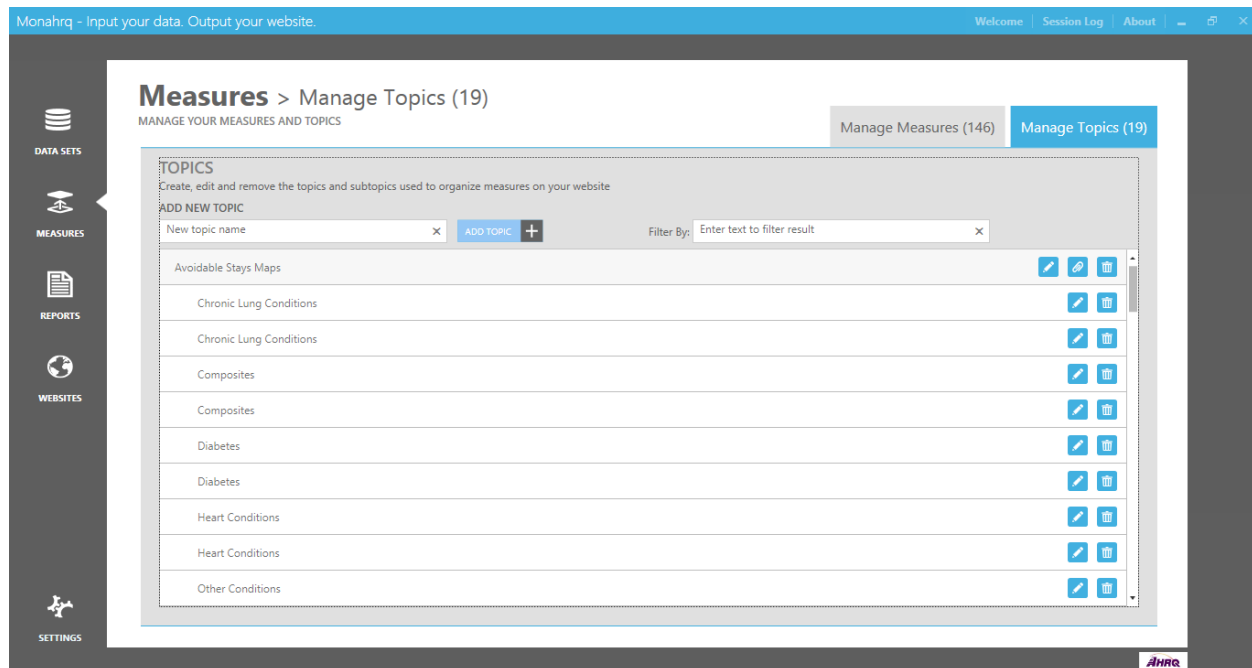 Monahrq - Input your data. Output your website.
Welcome | Session Log | About
Measures > Manage Topics (19)
MANAGE YOUR MEASURES AND TOPICS
Manage Measures (146)
Manage Topics (19)
DATA SETS
MEASURES
REPORTS
WEBSITES
SETTINGS
TOPICS
Create, edit and remove the topics and subtopics used to organize measures on your website
ADD NEW TOPIC
New topic name
ADD TOPIC
Filter By: Enter text to filter result
Avoidable Stays Maps
Chronic Lung Conditions
Chronic Lung Conditions
Composites
Composites
Diabetes
Diabetes
Heart Conditions
Heart Conditions
Other Conditions
AHRQ